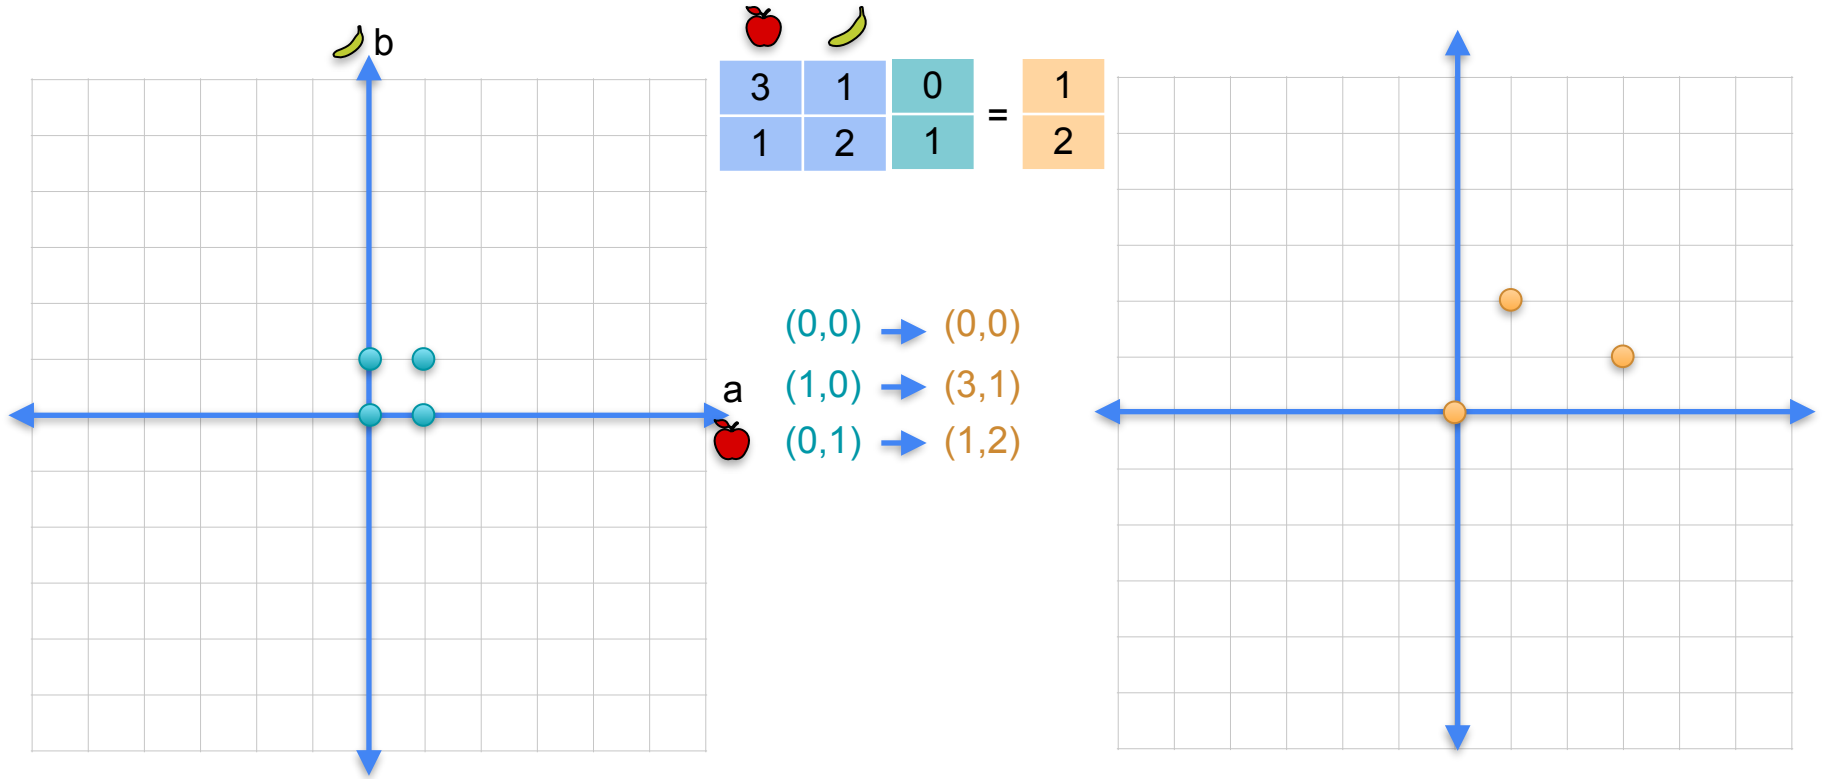 b
3 1 0 = 1
1 2 1 2
(0,0) (0,0)
a
(1,0) (3,1)
(0,1) (1,2)